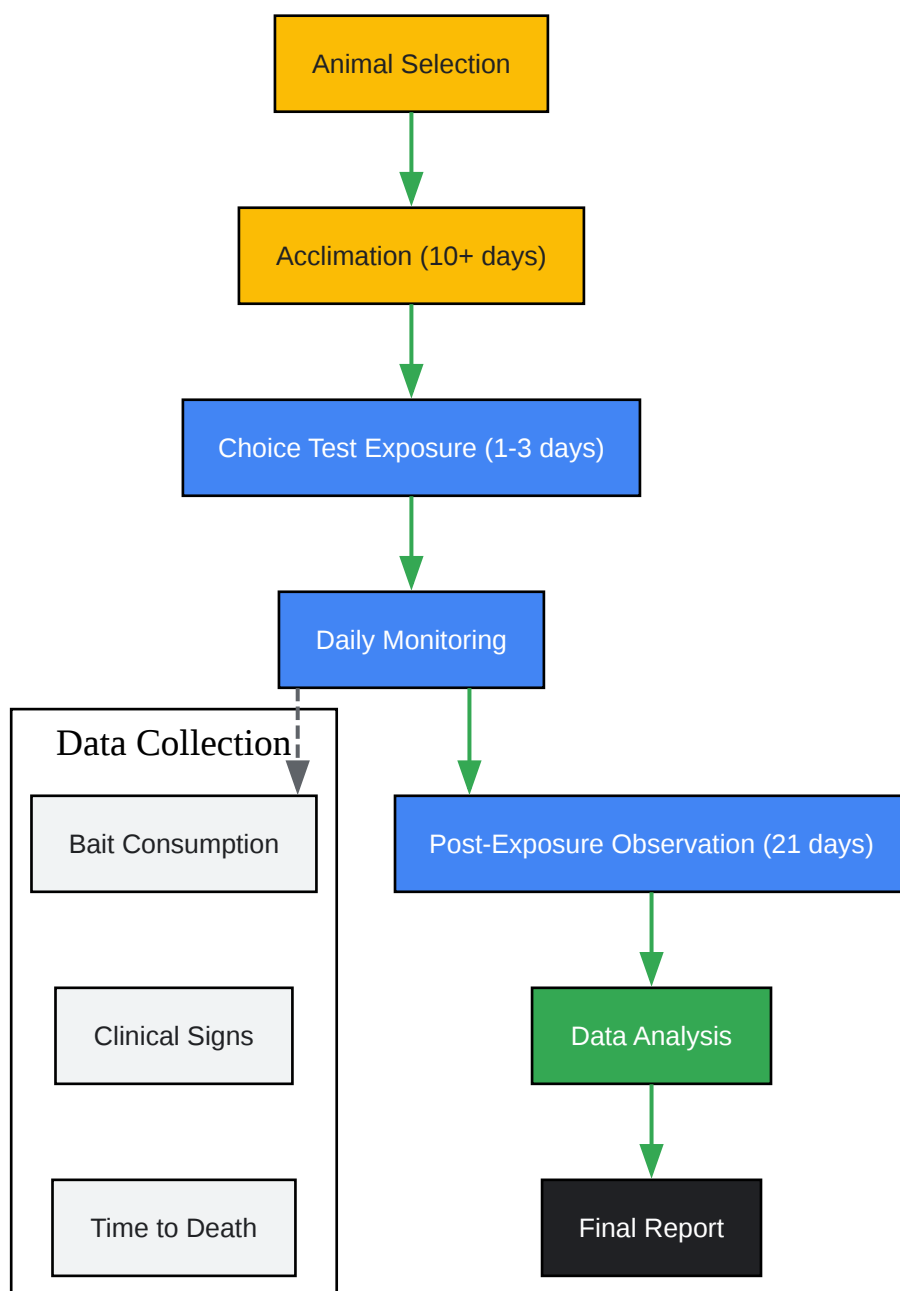 Animal Selection
Acclimation (10+ days)
Choice Test Exposure (1-3 days)
Daily Monitoring
Data Collection
Bait Consumption
Post-Exposure Observation (21 days)
Clinical Signs
Data Analysis
Time to Death
Final Report